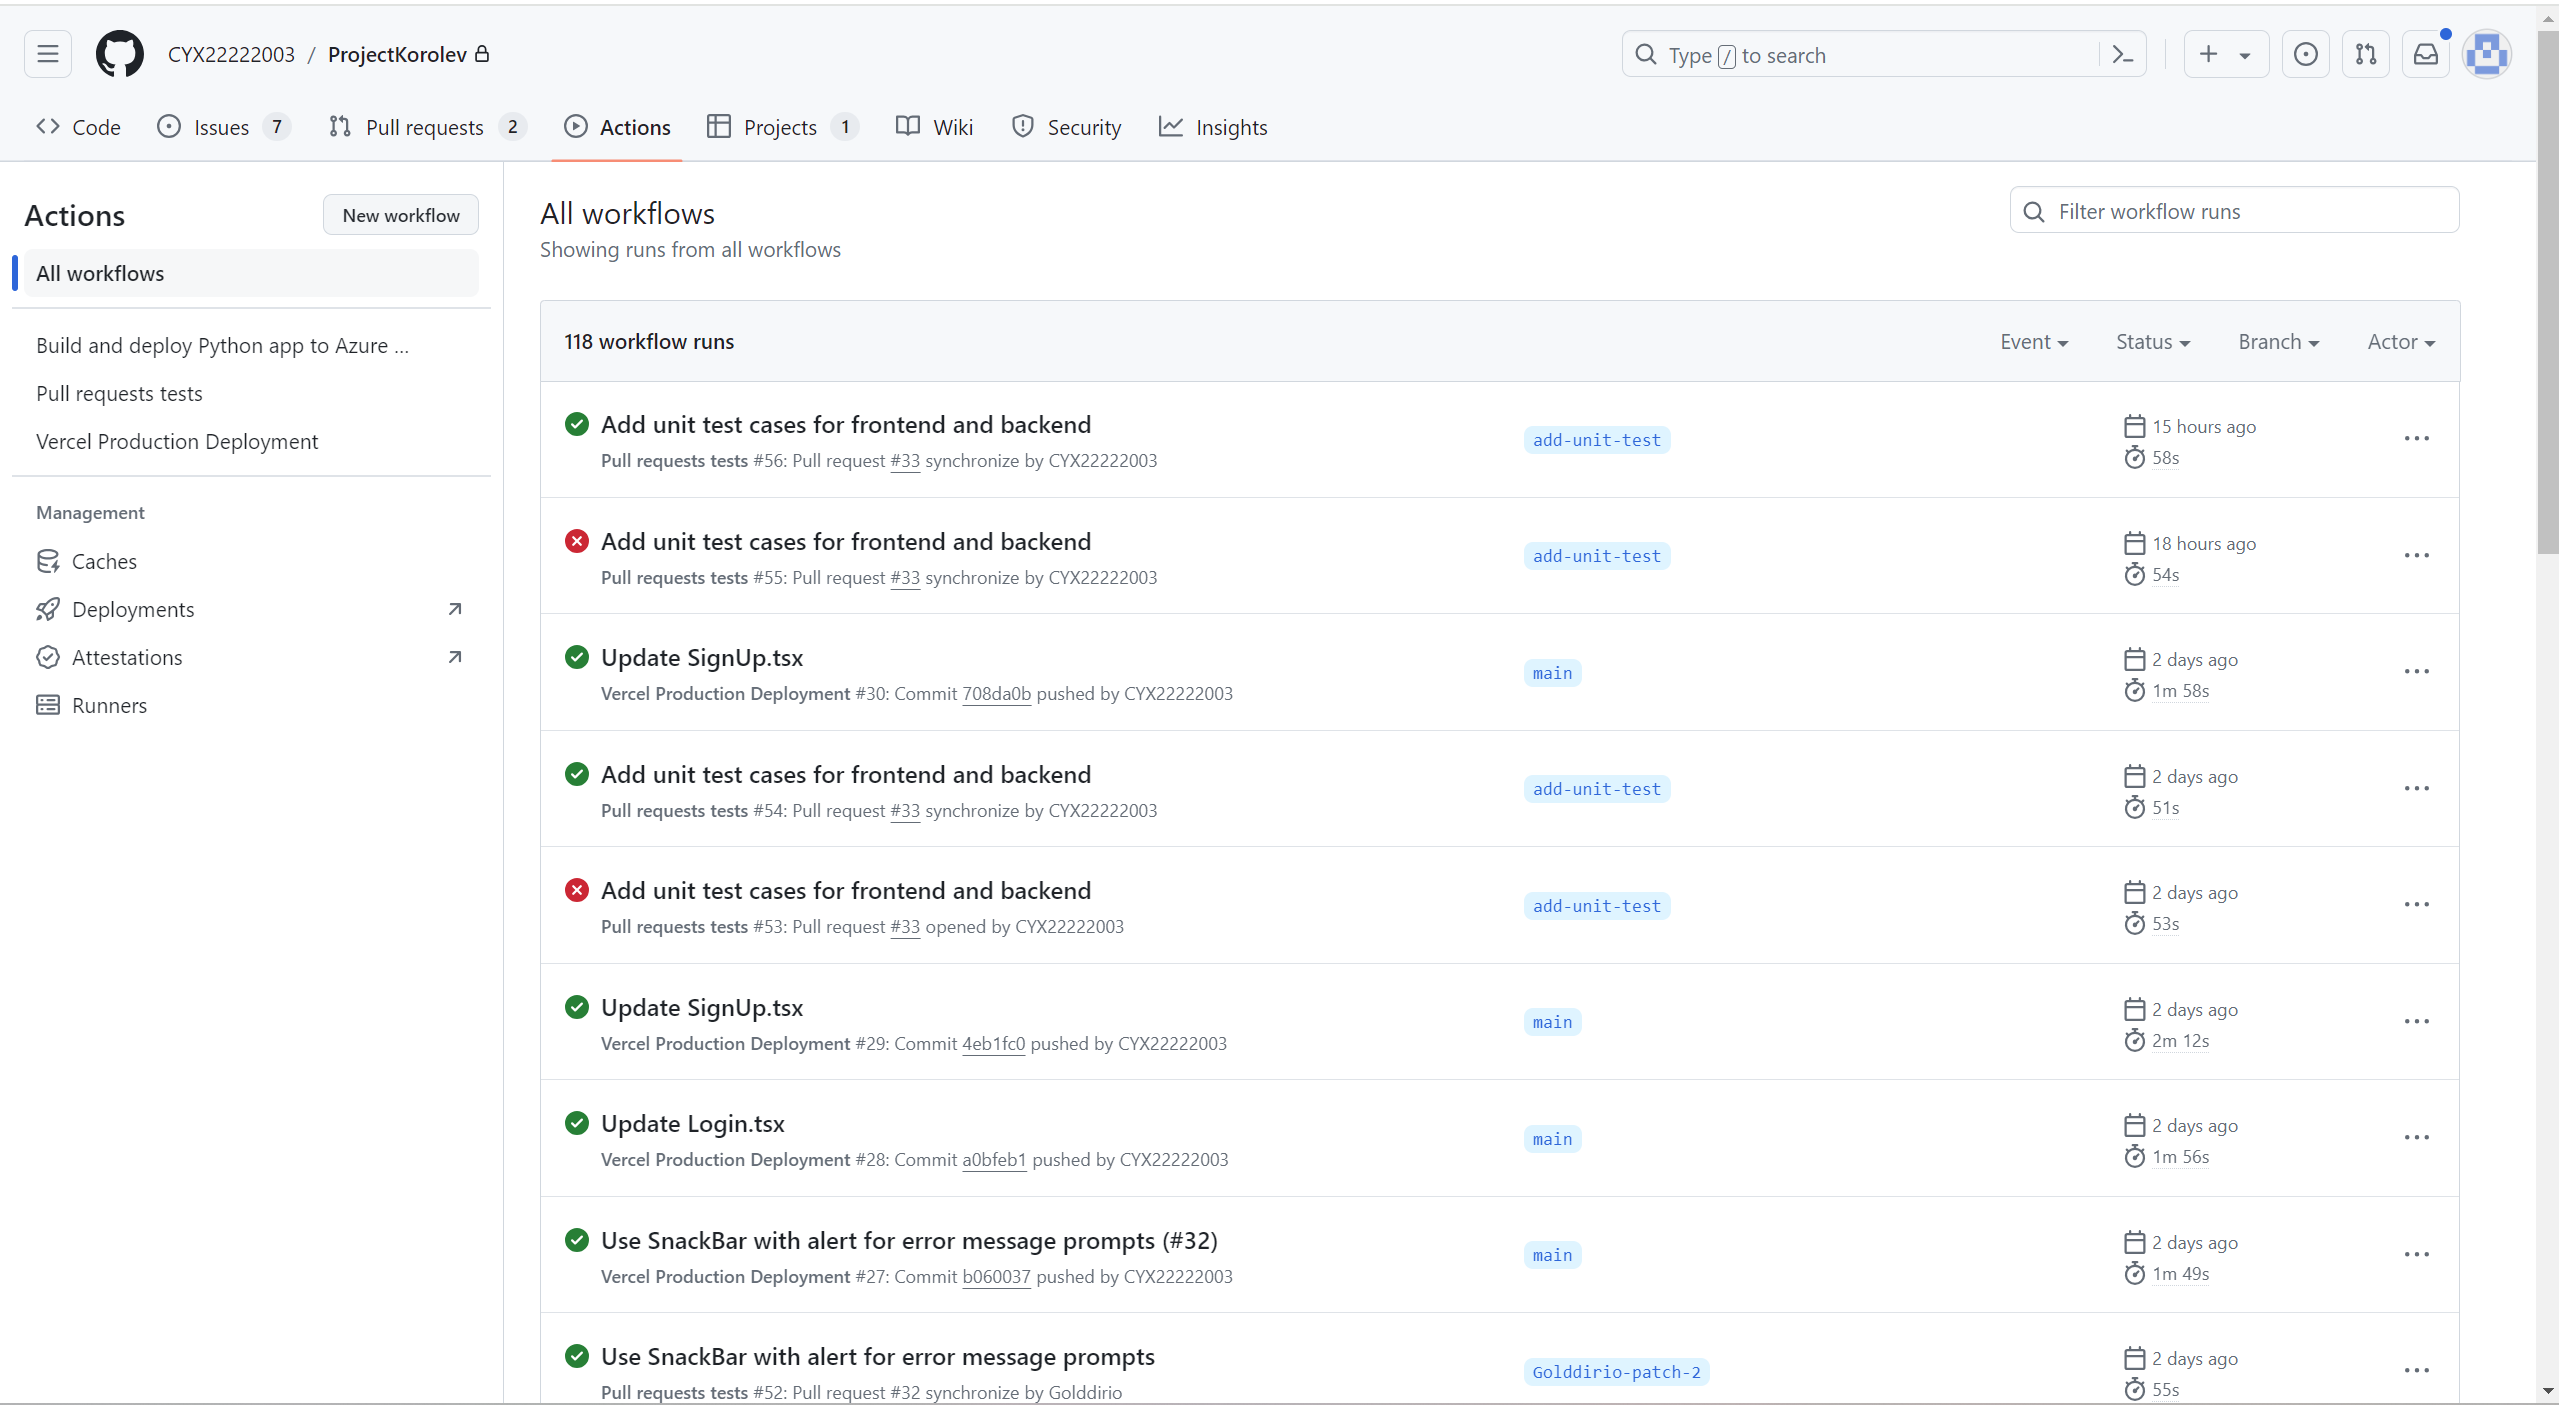 CYX22222003 / ProjectKorolev
Type / to search
Code
Issues 7
Pull requests 2
Actions
Projects 1
Wiki
Security
Insights
Actions
New workflow
All workflows
Build and deploy Python app to Azure ...
Pull requests tests
Vercel Production Deployment
Management
Caches
Deployments
Attestations
Runners
All workflows
Showing runs from all workflows
Filter workflow runs
118 workflow runs
Event
Status
Branch
Actor
Add unit test cases for frontend and backend
Pull requests tests #56: Pull request #33 synchronize by CYX22222003
add-unit-test
15 hours ago
58s
Add unit test cases for frontend and backend
Pull requests tests #55: Pull request #33 synchronize by CYX22222003
add-unit-test
18 hours ago
54s
Update SignUp.tsx
Vercel Production Deployment #30: Commit 708da0b pushed by CYX22222003
main
2 days ago
1m 58s
Add unit test cases for frontend and backend
Pull requests tests #54: Pull request #33 synchronize by CYX22222003
add-unit-test
2 days ago
51s
Add unit test cases for frontend and backend
Pull requests tests #53: Pull request #33 opened by CYX22222003
add-unit-test
2 days ago
53s
Update SignUp.tsx
Vercel Production Deployment #29: Commit 4eb1fc0 pushed by CYX22222003
main
2 days ago
2m 12s
Update Login.tsx
Vercel Production Deployment #28: Commit a0bfeb1 pushed by CYX22222003
main
2 days ago
1m 56s
Use SnackBar with alert for error message prompts (#32)
Vercel Production Deployment #27: Commit b060037 pushed by CYX22222003
main
2 days ago
1m 49s
Use SnackBar with alert for error message prompts
Pull requests tests #52: Pull request #32 synchronize by Golddirio
Golddirio-patch-2
2 days ago
55s